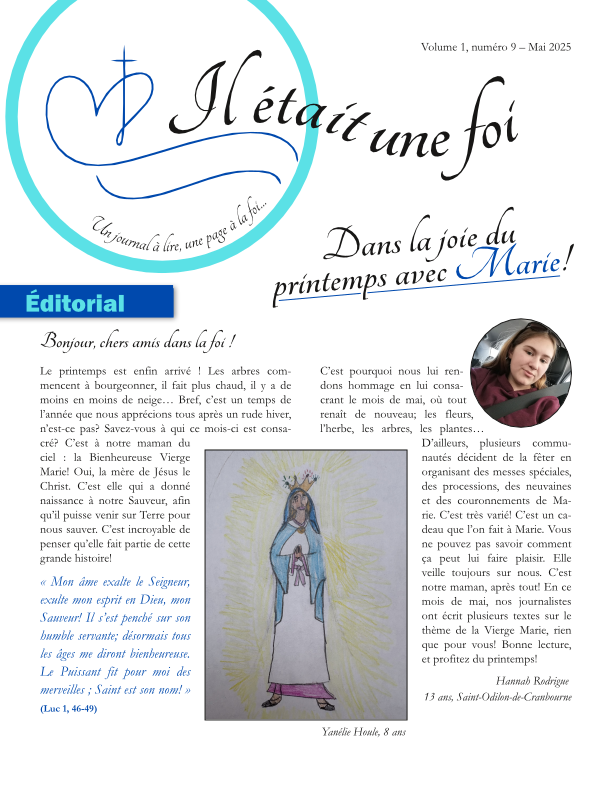 Volume 1, numéro 9 – Mai 2025
Il était une foi
Un journal à lire, une page à la foi...
Dans la joie du
printemps avec Marie!
Éditorial
Bonjour, chers amis dans la foi !
Le printemps est enfin arrivé ! Les arbres com-
mencent à bourgeonner, il fait plus chaud, il y a de
moins en moins de neige… Bref, c'est un temps de
l'année que nous apprécions tous après un rude hiver,
n'est-ce pas? Savez-vous à qui ce mois-ci est consa-
cré? C'est à notre maman du
ciel : la Bienheureuse Vierge
Marie! Oui, la mère de Jésus le
Christ. C'est elle qui a donné
naissance à notre Sauveur, afin
qu'il puisse venir sur Terre pour
nous sauver. C'est incroyable de
penser qu'elle fait partie de cette
grande histoire!
« Mon âme exalte le Seigneur,
exulte mon esprit en Dieu, mon
Sauveur! Il s'est penché sur son
humble servante; désormais tous
les âges me diront bienheureuse.
Le Puissant fit pour moi des
merveilles ; Saint est son nom! »
(Luc 1, 46-49)
C'est pourquoi nous lui ren-
dons hommage en lui consa-
crant le mois de mai, où tout
renaît de nouveau; les fleurs,
l'herbe, les arbres, les plantes…
D'ailleurs, plusieurs commu-
nautés décident de la fêter en
organisant des messes spéciales,
des processions, des neuvaines
et des couronnements de Ma-
rie. C'est très varié! C'est un ca-
deau que l'on fait à Marie. Vous
ne pouvez pas savoir comment
ça peut lui faire plaisir. Elle
veille toujours sur nous. C'est
notre maman, après tout! En ce
mois de mai, nos journalistes
ont écrit plusieurs textes sur le
thème de la Vierge Marie, rien
que pour vous! Bonne lecture,
et profitez du printemps!
Hannah Rodrigue
13 ans, Saint-Odilon-de-Cranbourne
Yanélie Houle, 8 ans